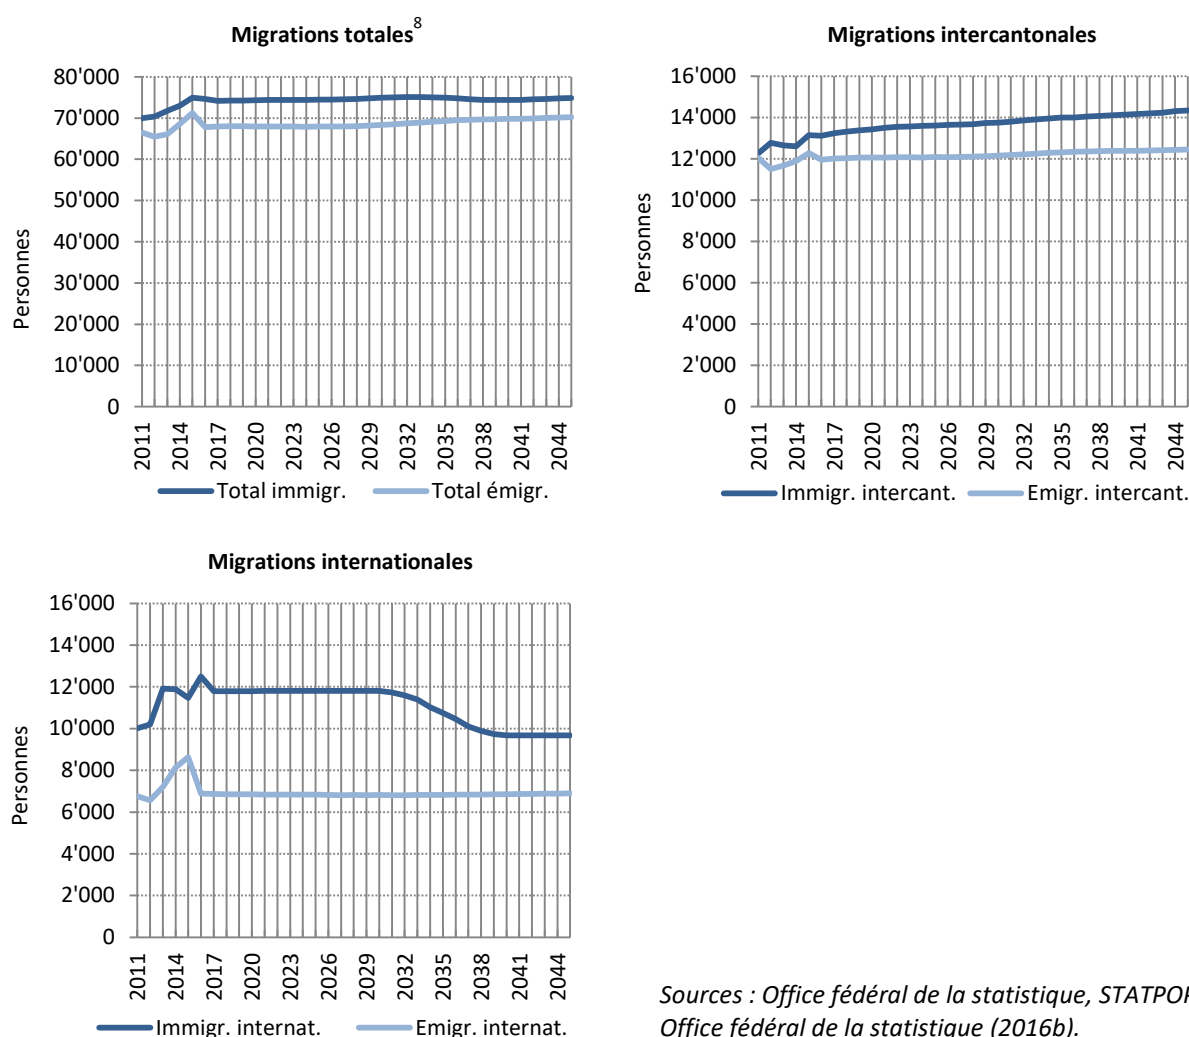 Migrations totales8
80'000
70'000
60'000
50'000
40'000
30'000
20'000
10'000
0
Personnes
2011 2014 2017 2020 2023 2026 2029 2032 2035 2038 2041 2044
Total immigr. Total émigr.
Migrations intercantonales
16'000
14'000
12'000
10'000
8'000
6'000
4'000
2'000
0
Personnes
2011 2014 2017 2020 2023 2026 2029 2032 2035 2038 2041 2044
Immigr. intercant. Emigr. intercant.
Migrations internationales
16'000
14'000
12'000
10'000
8'000
6'000
4'000
2'000
0
Personnes
2011 2014 2017 2020 2023 2026 2029 2032 2035 2038 2041 2044
Immigr. internat. Emigr. internat.
Sources : Office fédéral de la statistique, STATPOP
Office fédéral de la statistique (2016b).